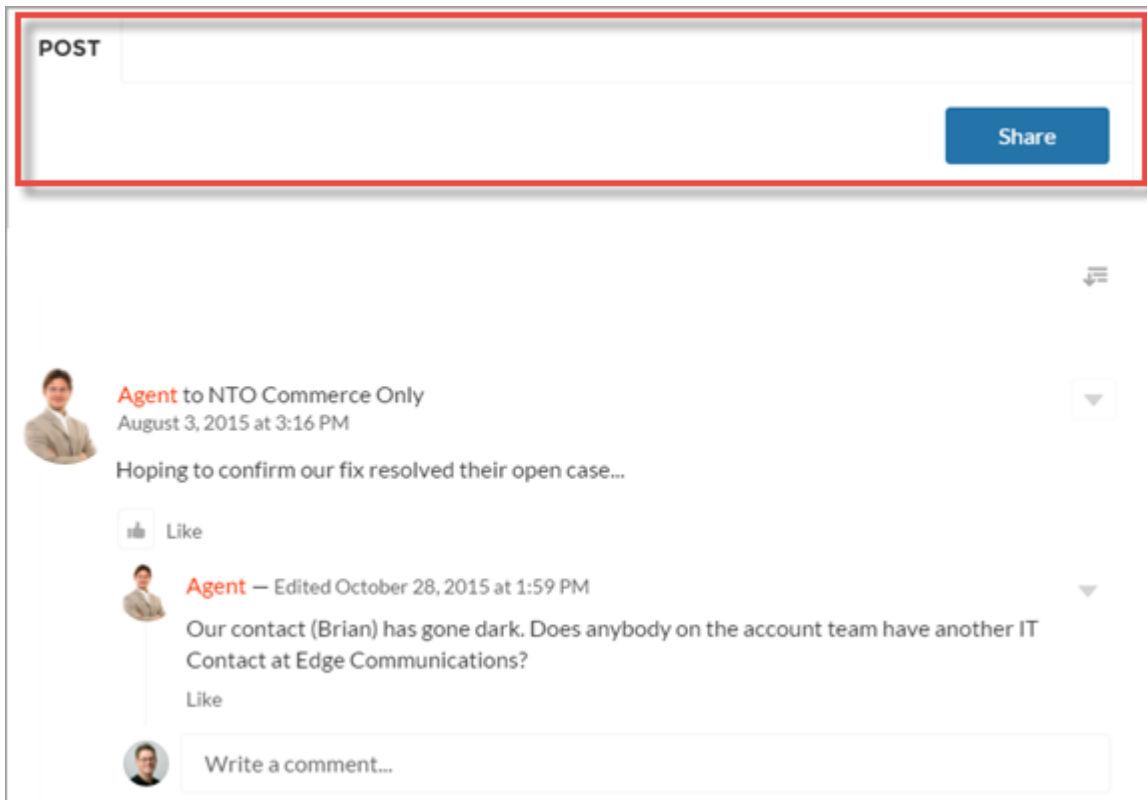 POST
Share
Agent to NTO Commerce Only
August 3, 2015 at 3:16 PM
Hoping to confirm our fix resolved their open case...
Like
Agent — Edited October 28, 2015 at 1:59 PM
Our contact (Brian) has gone dark. Does anybody on the account team have another IT
Contact at Edge Communications?
Like
Write a comment...